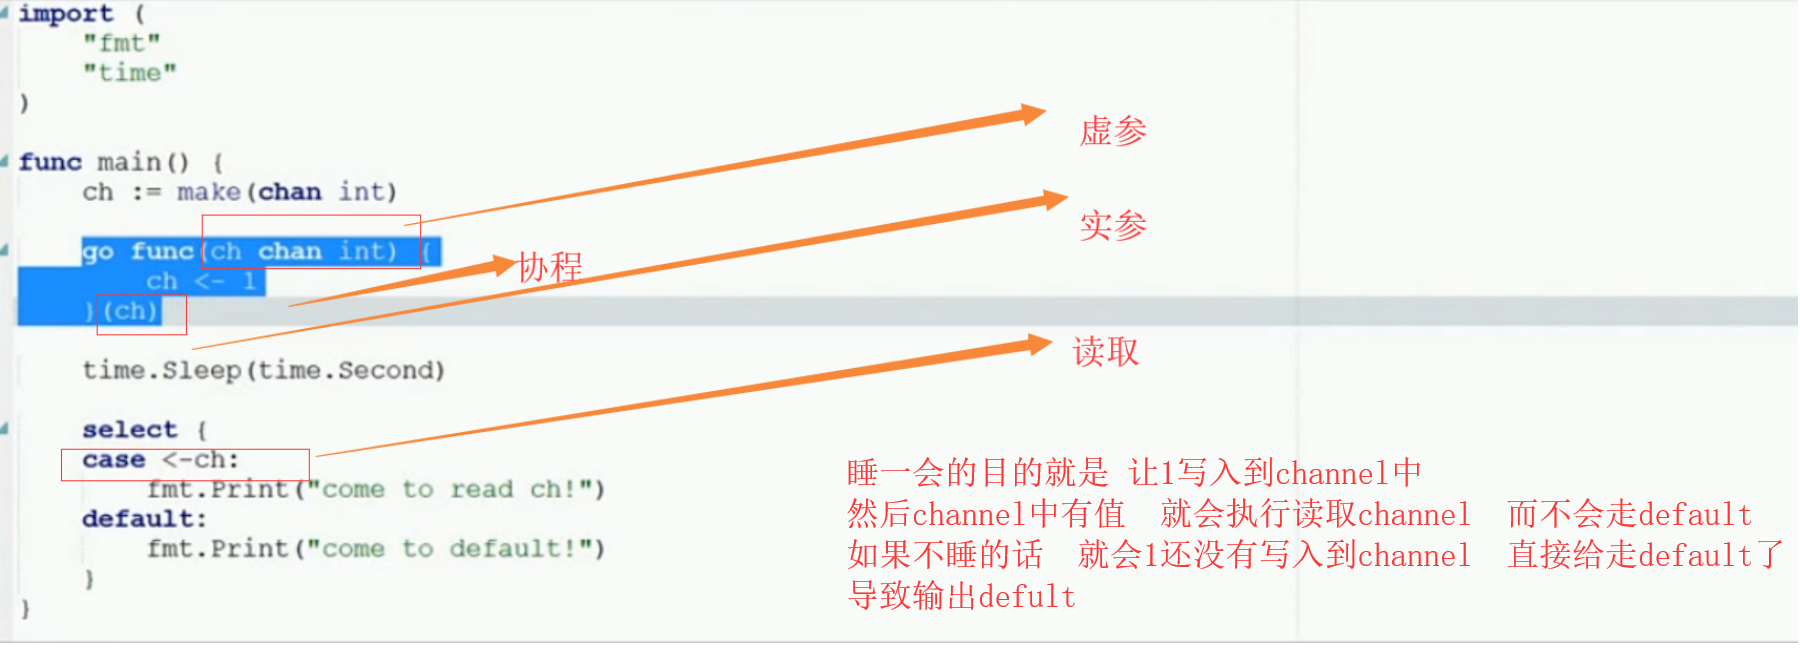 import (
"fmt"
"time"
)
func main() {
ch := make(chan int)
go func(ch chan int) {
ch <- 1
}(ch)
time.Sleep(time.Second)
select {
case <-ch:
fmt.Print("come to read ch!")
default:
fmt.Print("come to default!")
}
}
虚参
实参
协程
读取
睡一会的目的就是 让1写入到channel中
然后channel中有值 就会执行读取channel 而不会走default
如果不睡的话 就会1还没有写入到channel 直接给走default了
导致输出defult